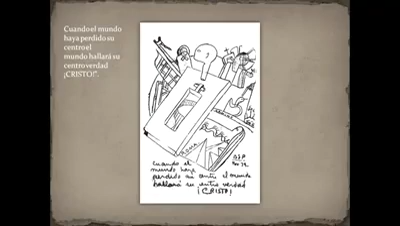 Cuando el mundo
haya perdido su
centro el
mundo hallará su
centro verdad
¡CRISTO!".
cuando el
mundo haya
perdido su centro el mundo
hallará su centro verdad
¡CRISTO!